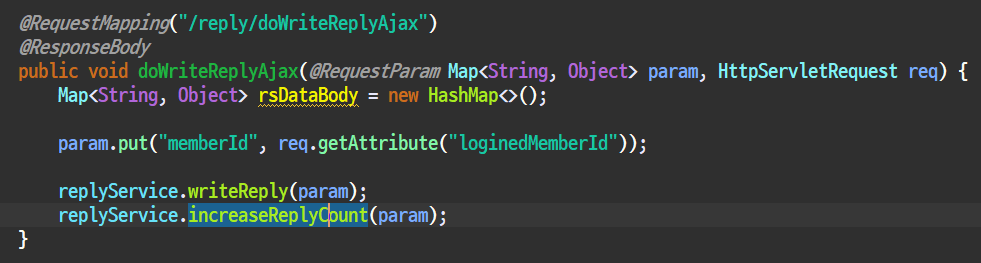 @RequestMapping("/reply/doWriteReplyAjax")
@ResponseBody
public void doWriteReplyAjax(@RequestParam Map<String, Object> param, HttpServletRequest req) {
    Map<String, Object> rsDataBody = new HashMap<>();

    param.put("memberId", req.getAttribute("loginedMemberId"));

    replyService.writeReply(param);
    replyService.increaseReplyCount(param);
}